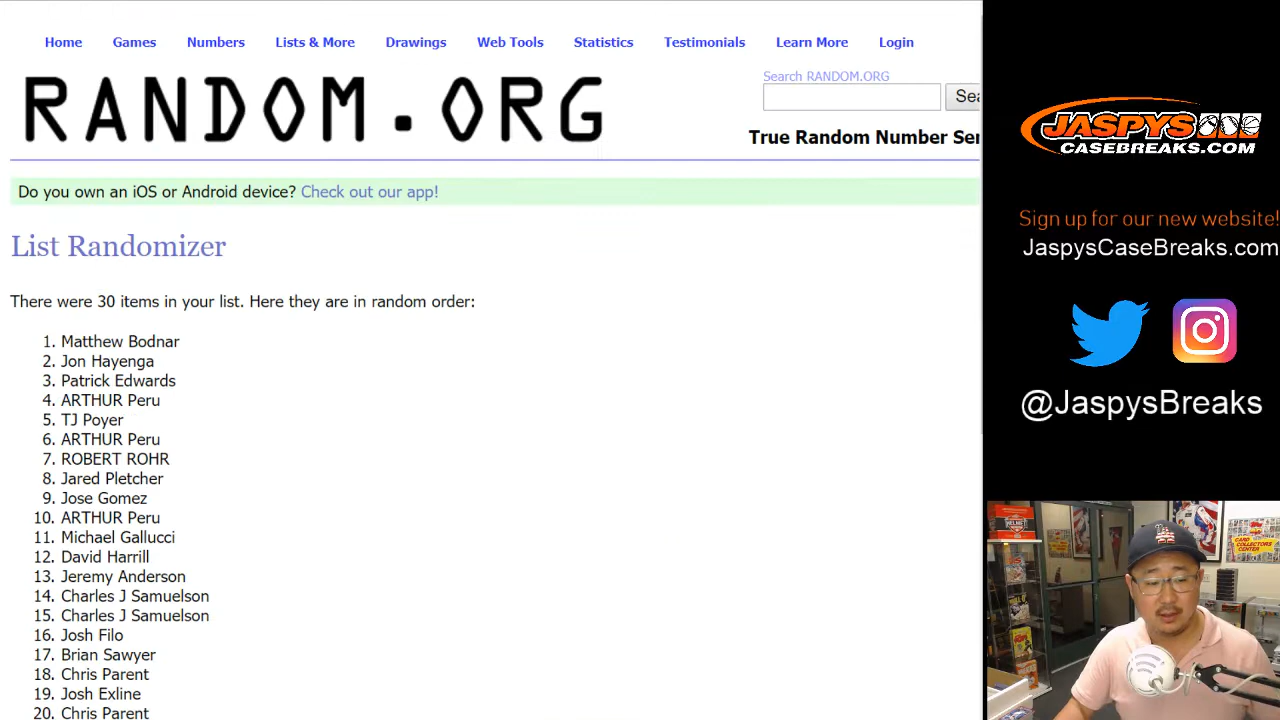 Home Games Numbers Lists & More Drawings Web Tools Statistics Testimonials Learn More Login
RANDOM.ORG
Search RANDOM.ORG
Sea
True Random Number Ser
Do you own an iOS or Android device? Check out our app!
List Randomizer
There were 30 items in your list. Here they are in random order:
1. Matthew Bodnar
2. Jon Hayenga
3. Patrick Edwards
4. ARTHUR Peru
5. TJ Poyer
6. ARTHUR Peru
7. ROBERT ROHR
8. Jared Pletcher
9. Jose Gomez
10. ARTHUR Peru
11. Michael Gallucci
12. David Harrill
13. Jeremy Anderson
14. Charles J Samuelson
15. Charles J Samuelson
16. Josh Filo
17. Brian Sawyer
18. Chris Parent
19. Josh Exline
20. Chris Parent
JASPYS
CASEBREAKS.COM
Sign up for our new website!
JaspysCaseBreaks.com
@JaspysBreaks
HELMET
CARD
COLLECTORS
CENTER